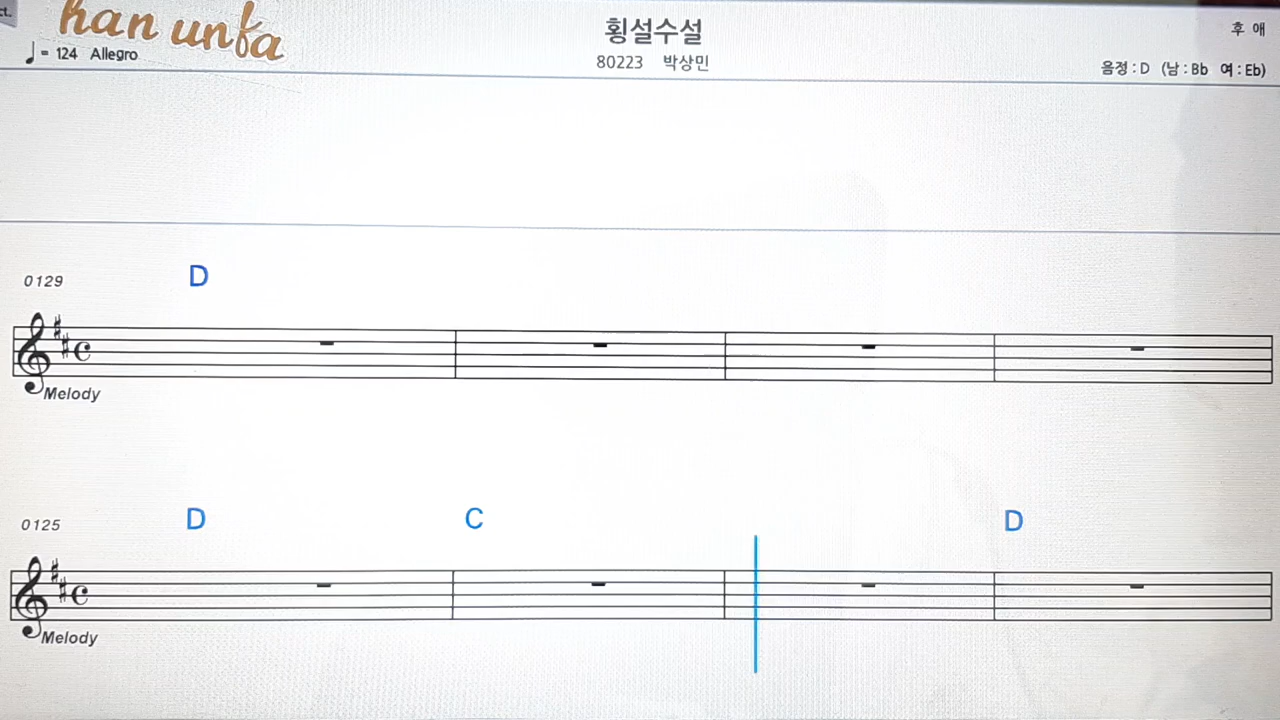 ct.
han unfa
횡설수설
후 애
♩ = 124 Allegro
80223 박상민
음정 : D (남 : Bb 여 : Eb)
0129
D
Melody
0125
D C D
Melody